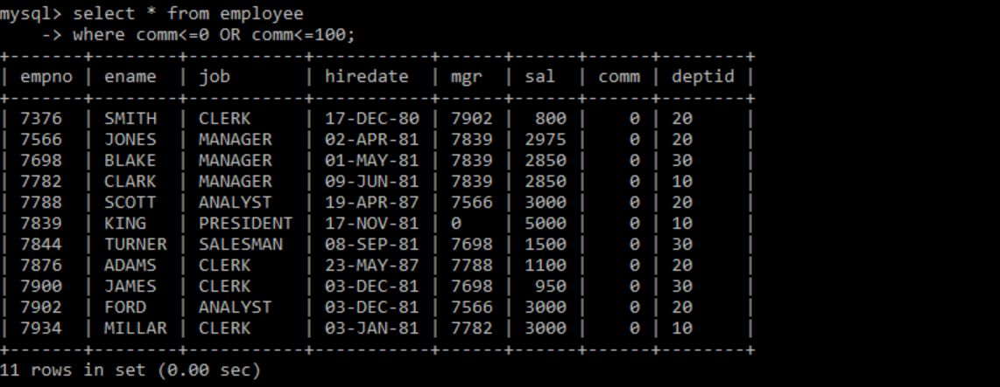 mysql> select * from employee
    -> where comm<=0 OR comm<=100;
+-------+--------+-----------+-----------+------+------+------+--------+
| empno | ename  | job       | hiredate  | mgr  | sal  | comm | deptid |
+-------+--------+-----------+-----------+------+------+------+--------+
| 7376  | SMITH  | CLERK     | 17-DEC-80 | 7902 |  800 |    0 | 20     |
| 7566  | JONES  | MANAGER   | 02-APR-81 | 7839 | 2975 |    0 | 20     |
| 7698  | BLAKE  | MANAGER   | 01-MAY-81 | 7839 | 2850 |    0 | 30     |
| 7782  | CLARK  | MANAGER   | 09-JUN-81 | 7839 | 2850 |    0 | 10     |
| 7788  | SCOTT  | ANALYST   | 19-APR-87 | 7566 | 3000 |    0 | 20     |
| 7839  | KING   | PRESIDENT | 17-NOV-81 | 0    | 5000 |    0 | 10     |
| 7844  | TURNER | SALESMAN  | 08-SEP-81 | 7698 | 1500 |    0 | 30     |
| 7876  | ADAMS  | CLERK     | 23-MAY-87 | 7788 | 1100 |    0 | 20     |
| 7900  | JAMES  | CLERK     | 03-DEC-81 | 7698 |  950 |    0 | 30     |
| 7902  | FORD   | ANALYST   | 03-DEC-81 | 7566 | 3000 |    0 | 20     |
| 7934  | MILLAR | CLERK     | 03-JAN-81 | 7782 | 3000 |    0 | 10     |
+-------+--------+-----------+-----------+------+------+------+--------+
11 rows in set (0.00 sec)